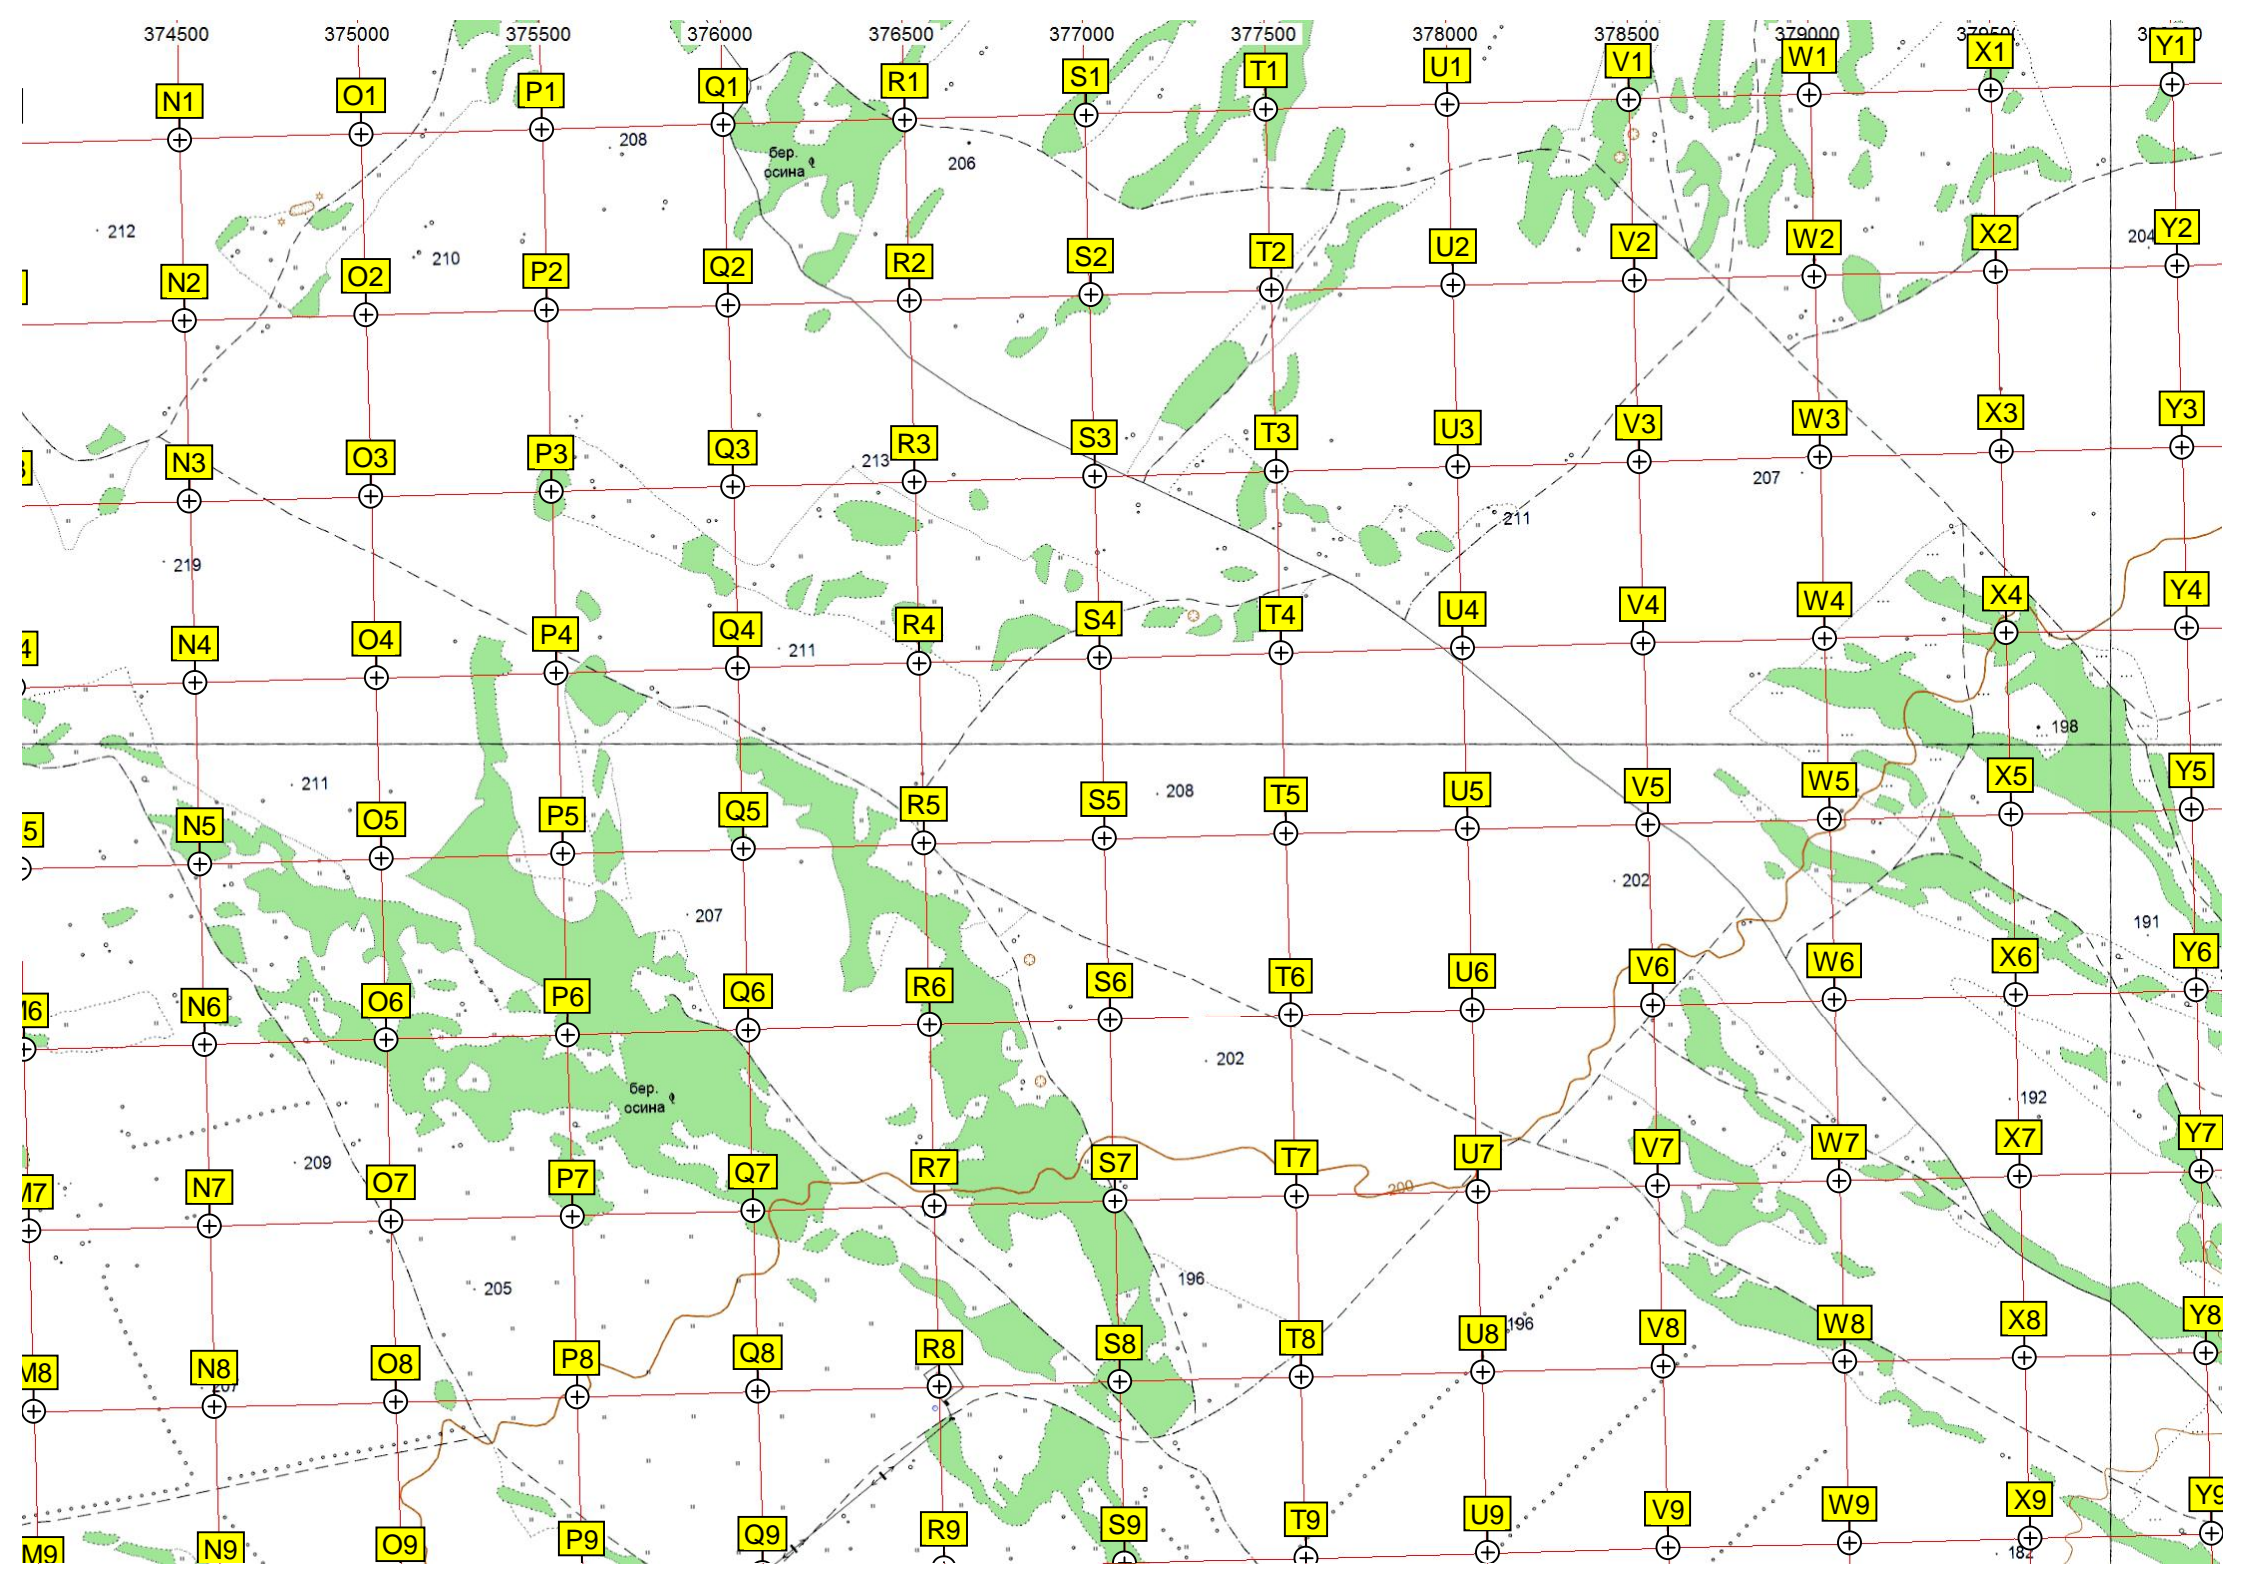 374500 375000 375500 376000 376500 377000 377500 378000 378500 379000
N1 O1 P1 Q1 R1 S1 T1 U1 V1 W1 X1 Y1
208
206
бер.
осина
212
210
204
N2 O2 P2 Q2 R2 S2 T2 U2 V2 W2 X2 Y2
N3 O3 P3 Q3 R3 S3 T3 U3 V3 W3 X3 Y3
213
207
211
219
N4 O4 P4 Q4 R4 S4 T4 U4 V4 W4 X4 Y4
211
198
211
208
N5 O5 P5 Q5 R5 S5 T5 U5 V5 W5 X5 Y5
202
207
191
N6 O6 P6 Q6 R6 S6 T6 U6 V6 W6 X6 Y6
202
бер.
осина
192
209
M7 N7 O7 P7 Q7 R7 S7 T7 U7 V7 W7 X7 Y7
200
196
205
196
M8 N8 O8 P8 Q8 R8 S8 T8 U8 V8 W8 X8 Y8
207
M9 N9 O9 P9 Q9 R9 S9 T9 U9 V9 W9 X9 Y9
182